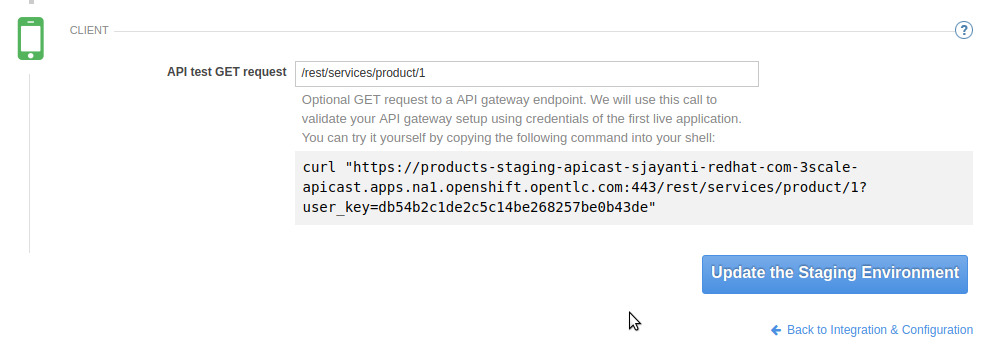 CLIENT
?
API test GET request
/rest/services/product/1
Optional GET request to a API gateway endpoint. We will use this call to
validate your API gateway setup using credentials of the first live application.
You can try it yourself by copying the following command into your shell:
curl "https://products-staging-apicast-sjayanti-redhat-com-3scale-
apicast.apps.na1.openshift.opentlc.com:443/rest/services/product/1?
user_key=db54b2c1de2c5c14be268257be0b43de"
Update the Staging Environment
Back to Integration & Configuration